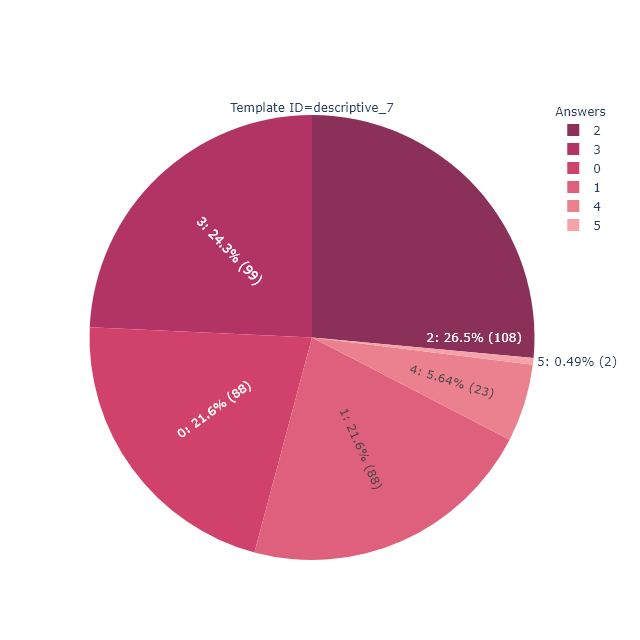 Template ID=descriptive_7
Answers
2
3
0
1
4
5
3: 24.3% (99)
2: 26.5% (108)
5: 0.49% (2)
4: 5.64% (23)
0: 21.6% (88)
1: 21.6% (88)